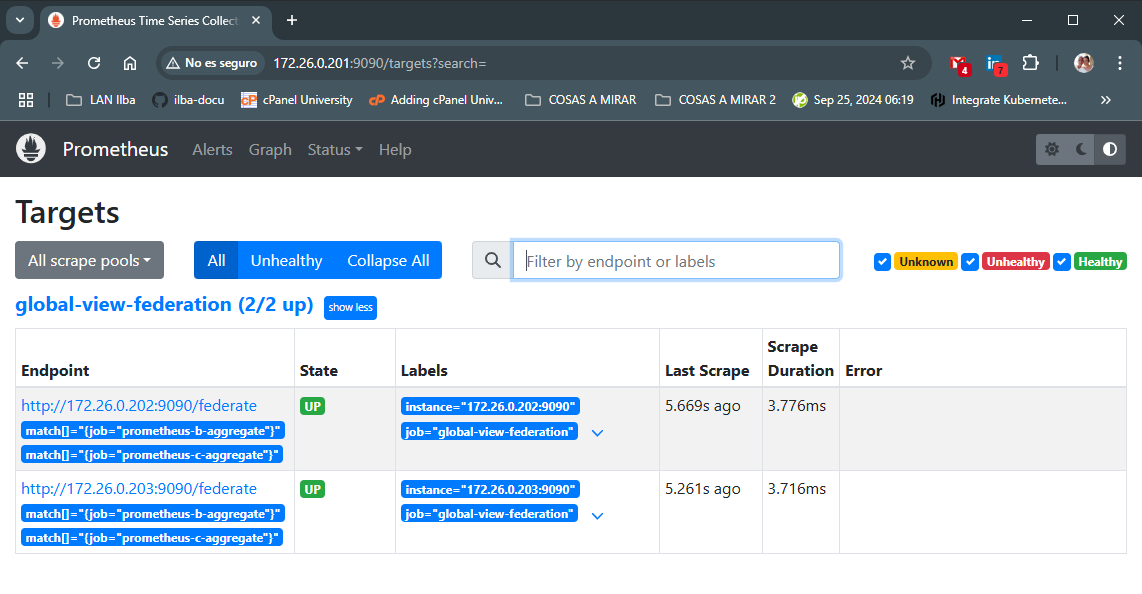 Prometheus Time Series Collect
No es seguro 172.26.0.201:9090/targets?search=
4
7
LAN Ilba ilba-docu cPanel University Adding cPanel Univ... COSAS A MIRAR COSAS A MIRAR 2 Sep 25, 2024 06:19 Integrate Kubernete...
Prometheus Alerts Graph Status Help
Targets
All scrape pools All Unhealthy Collapse All Filter by endpoint or labels Unknown Unhealthy Healthy
global-view-federation (2/2 up) show less
Endpoint State Labels Last Scrape Scrape Duration Error
http://172.26.0.202:9090/federate UP instance="172.26.0.202:9090" 5.669s ago 3.776ms
match[]="{job="prometheus-b-aggregate"}" job="global-view-federation"
match[]="{job="prometheus-c-aggregate"}"
http://172.26.0.203:9090/federate UP instance="172.26.0.203:9090" 5.261s ago 3.716ms
match[]="{job="prometheus-b-aggregate"}" job="global-view-federation"
match[]="{job="prometheus-c-aggregate"}"